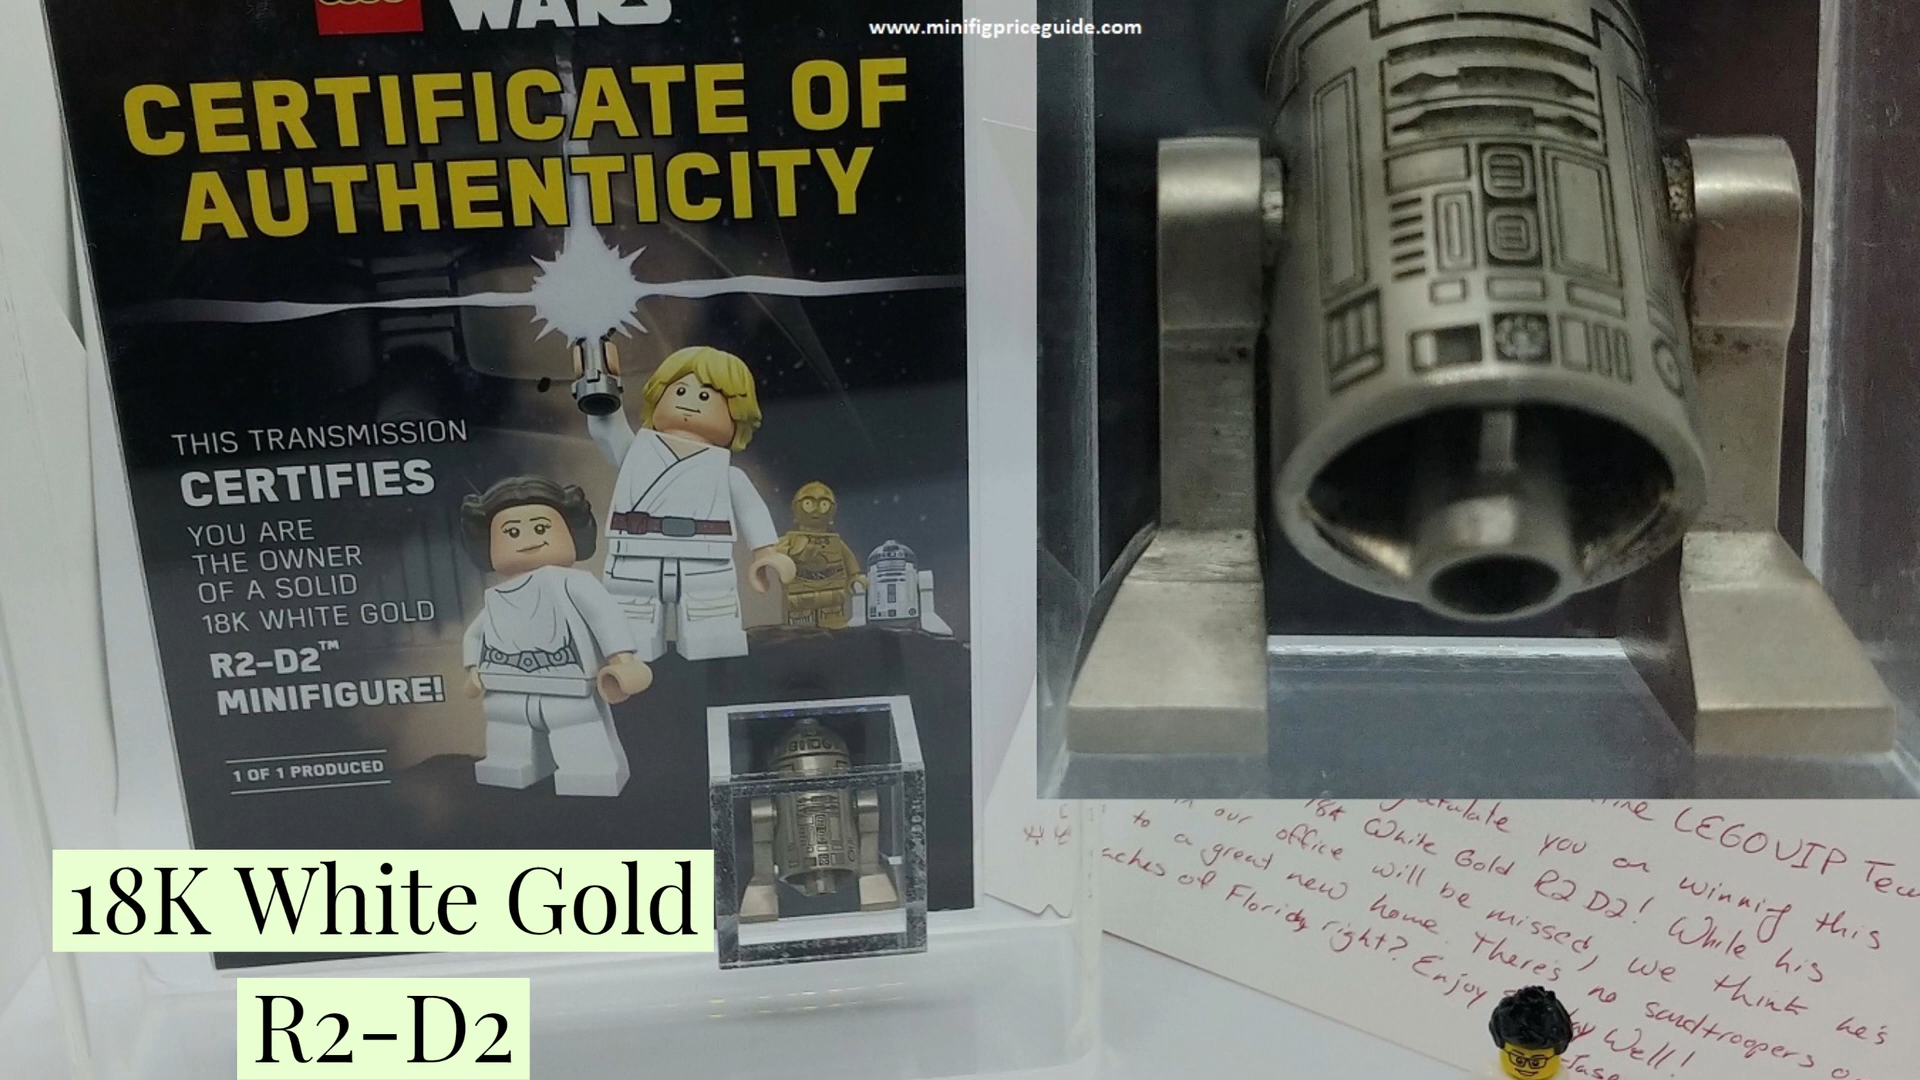 www.minifigpriceguide.com
WARS
CERTIFICATE OF
AUTHENTICITY
THIS TRANSMISSION
CERTIFIES
YOU ARE
THE OWNER
OF A SOLID
18K WHITE GOLD
R2-D2™
MINIFIGURE!
1 OF 1 PRODUCED
18K White Gold
R2-D2
LEGO VIP
you on winning this
18K White Gold R2D2! While his
our office will be missed, we think he's
to a great new home. There's no sandtroopers
of Florida, right? Enjoy
Well!